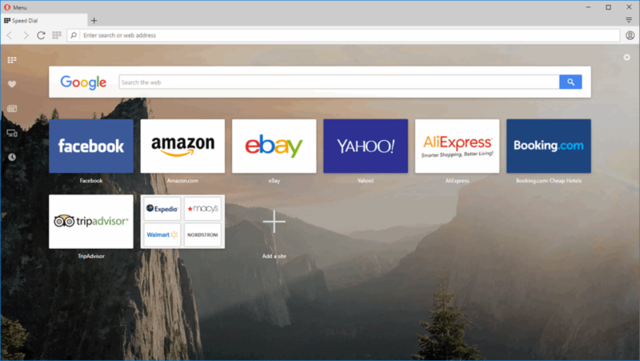 Menu
Speed Dial
Enter search or web address
Google
Search the web
facebook
amazon
ebay
YAHOO!
AliExpress
Smarter Shopping, Better Living!
Booking.com
Facebook
Amazon.com
eBay
Yahoo!
AliExpress
Booking.com Cheap Hotels
tripadvisor
Expedia
macys
Walmart
NORDSTROM
TripAdvisor
Add a site